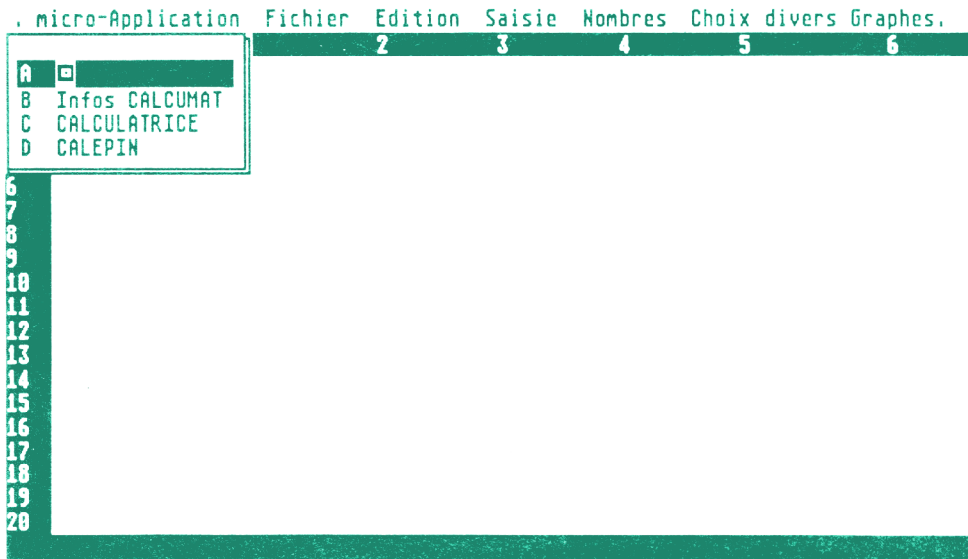 . micro-Application Fichier Edition Saisie Nombres Choix divers Graphes.
2 3 4 5 6
A
B Infos CALCUMAT
C CALCULATRICE
D CALEPIN
6
7
8
9
10
11
12
13
14
15
16
17
18
19
20